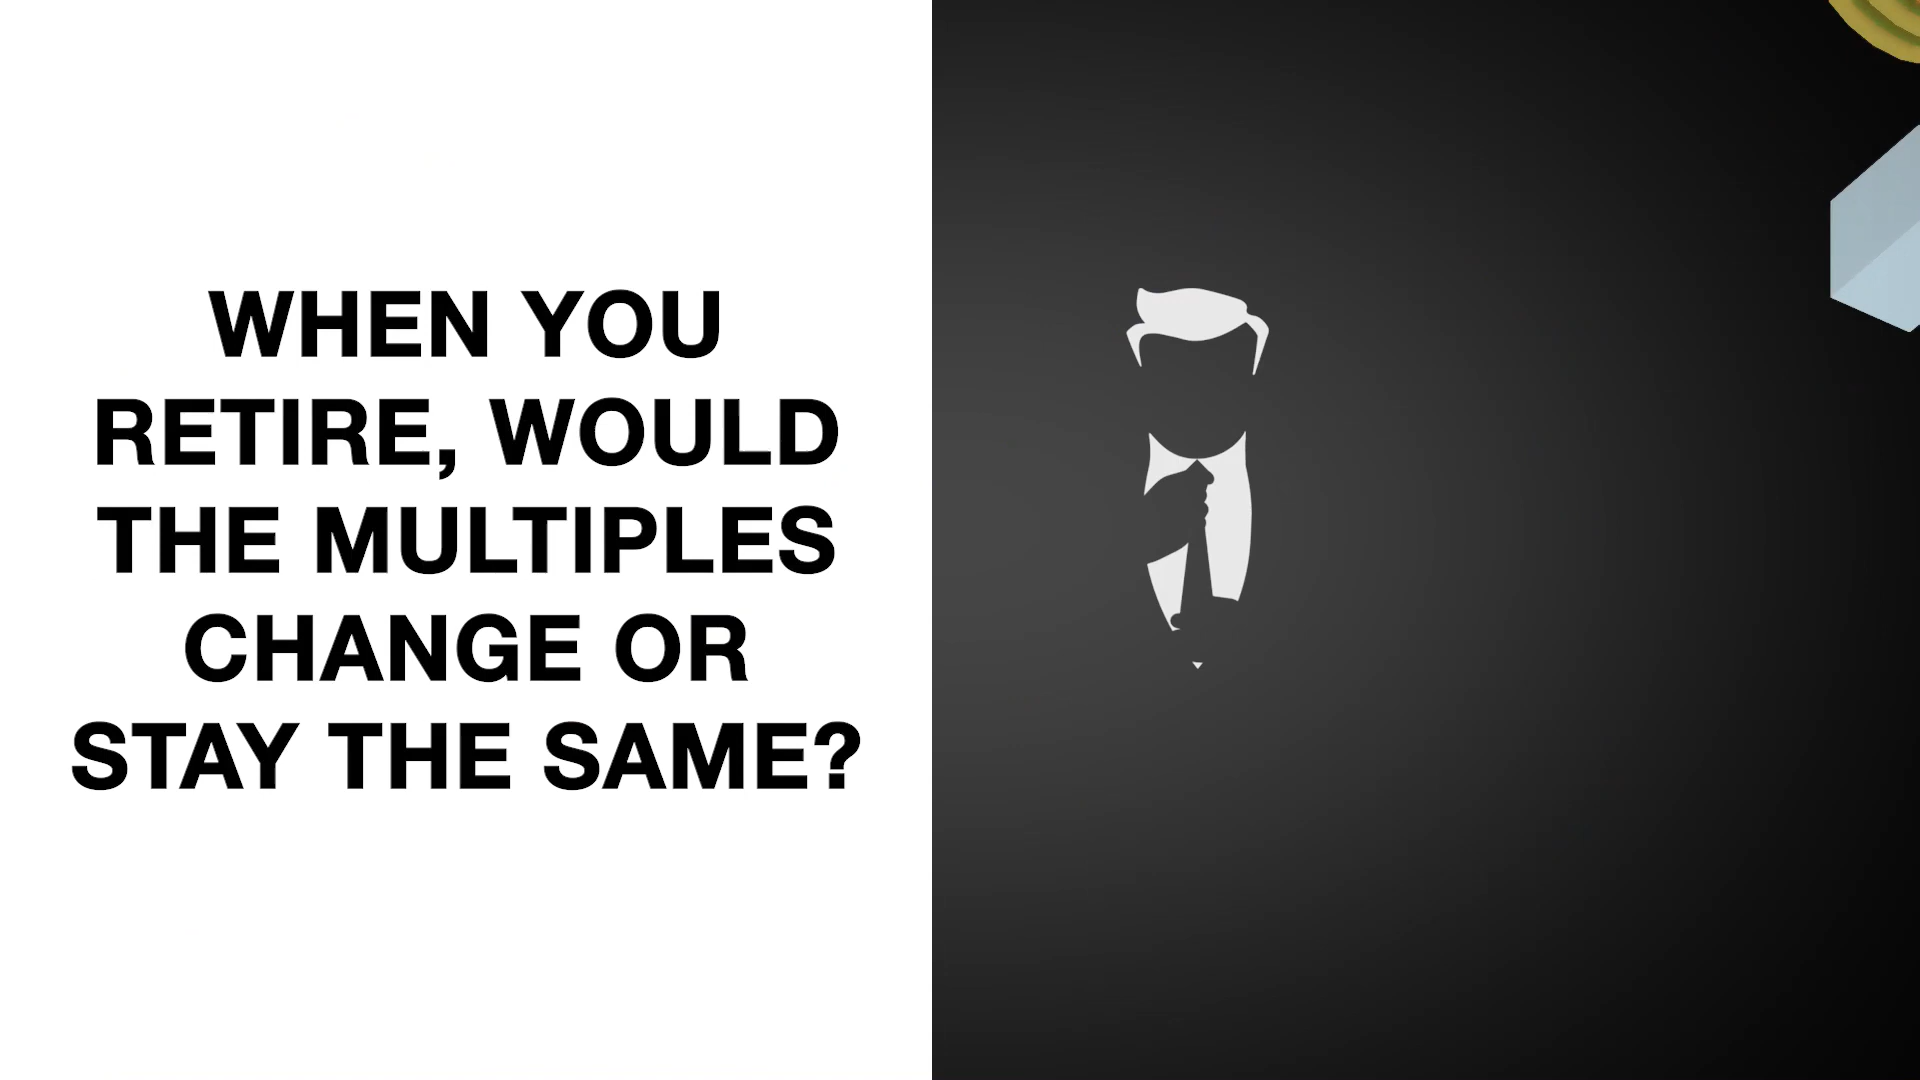 WHEN YOU
RETIRE, WOULD
THE MULTIPLES
CHANGE OR
STAY THE SAME?